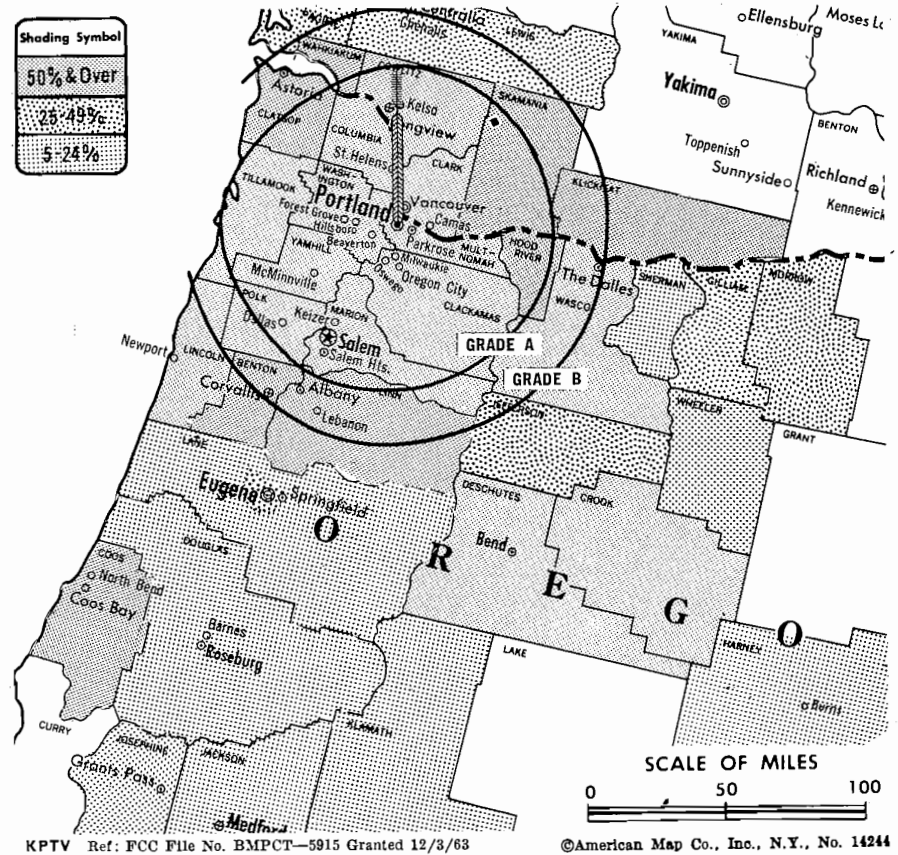 Shading Symbol
50% & Over
25-49%
5-24%
Centralia
Chehalis
LEWIS
WAHKIAKUM
Astoria
CLATSOP
Kelso
Longview
COLUMBIA
St. Helens
CLARK
SKAMANIA
YAKIMA
Ellensburg
Moses L
Yakima
Toppenish
Sunnyside
BENTON
Richland
Kennewick
KLICKITAT
TILLAMOOK
WASH
INGTON
Portland
Vancouver
Camas
Forest Grove
Hillsboro
Beaverton
Parkrose
MULT
NOMAH
HOOD
RIVER
Milwaukie
Oswego
Oregon City
YAMHILL
McMinnville
CLACKAMAS
The Dalles
WASCO
SHERMAN
GILLIAM
MORROW
POLK
MARION
Dallas
Keizer
Salem
Salem Hts.
GRADE A
GRADE B
Newport
LINCOLN
BENTON
Corvallis
Albany
LINN
Lebanon
JEFFERSON
WHEELER
GRANT
LANE
Eugene
Springfield
DESCHUTES
CROOK
Bend
O R E G O
DOUGLAS
COOS
North Bend
Coos Bay
Barnes
Roseburg
LAKE
HARNEY
Burns
CURRY
JOSEPHINE
Grants Pass
JACKSON
Medford
KLAMATH
SCALE OF MILES
0 50 100
KPTV Ref: FCC File No. BMPCT—5915 Granted 12/3/63
©American Map Co., Inc., N.Y., No. 14244